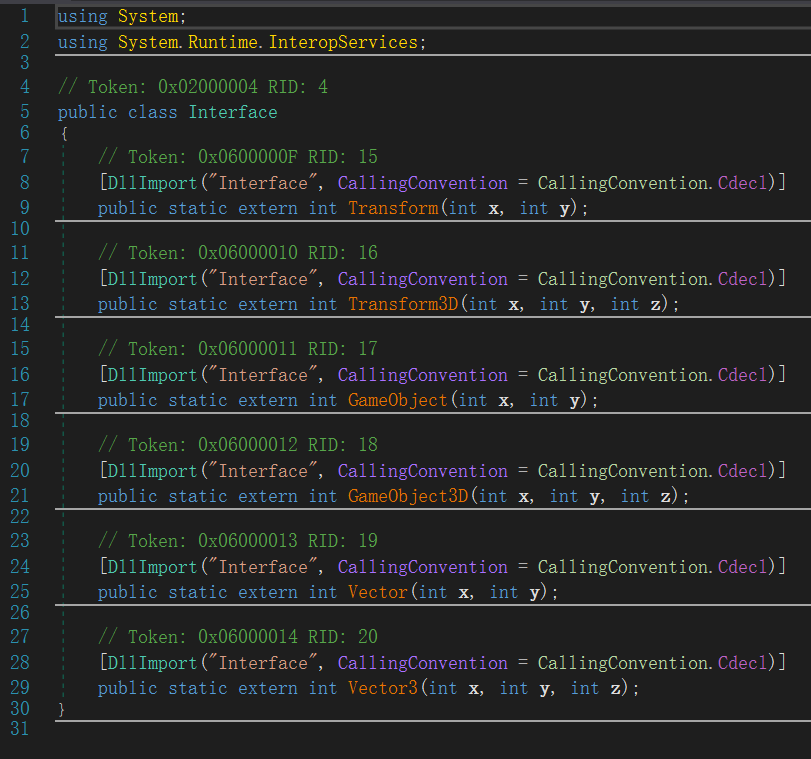 1 using System;
2 using System.Runtime.InteropServices;
3
4 // Token: 0x02000004 RID: 4
5 public class Interface
6 {
7 // Token: 0x0600000F RID: 15
8 [DllImport("Interface", CallingConvention = CallingConvention.Cdecl)]
9 public static extern int Transform(int x, int y);
10
11 // Token: 0x06000010 RID: 16
12 [DllImport("Interface", CallingConvention = CallingConvention.Cdecl)]
13 public static extern int Transform3D(int x, int y, int z);
14
15 // Token: 0x06000011 RID: 17
16 [DllImport("Interface", CallingConvention = CallingConvention.Cdecl)]
17 public static extern int GameObject(int x, int y);
18
19 // Token: 0x06000012 RID: 18
20 [DllImport("Interface", CallingConvention = CallingConvention.Cdecl)]
21 public static extern int GameObject3D(int x, int y, int z);
22
23 // Token: 0x06000013 RID: 19
24 [DllImport("Interface", CallingConvention = CallingConvention.Cdecl)]
25 public static extern int Vector(int x, int y);
26
27 // Token: 0x06000014 RID: 20
28 [DllImport("Interface", CallingConvention = CallingConvention.Cdecl)]
29 public static extern int Vector3(int x, int y, int z);
30 }
31